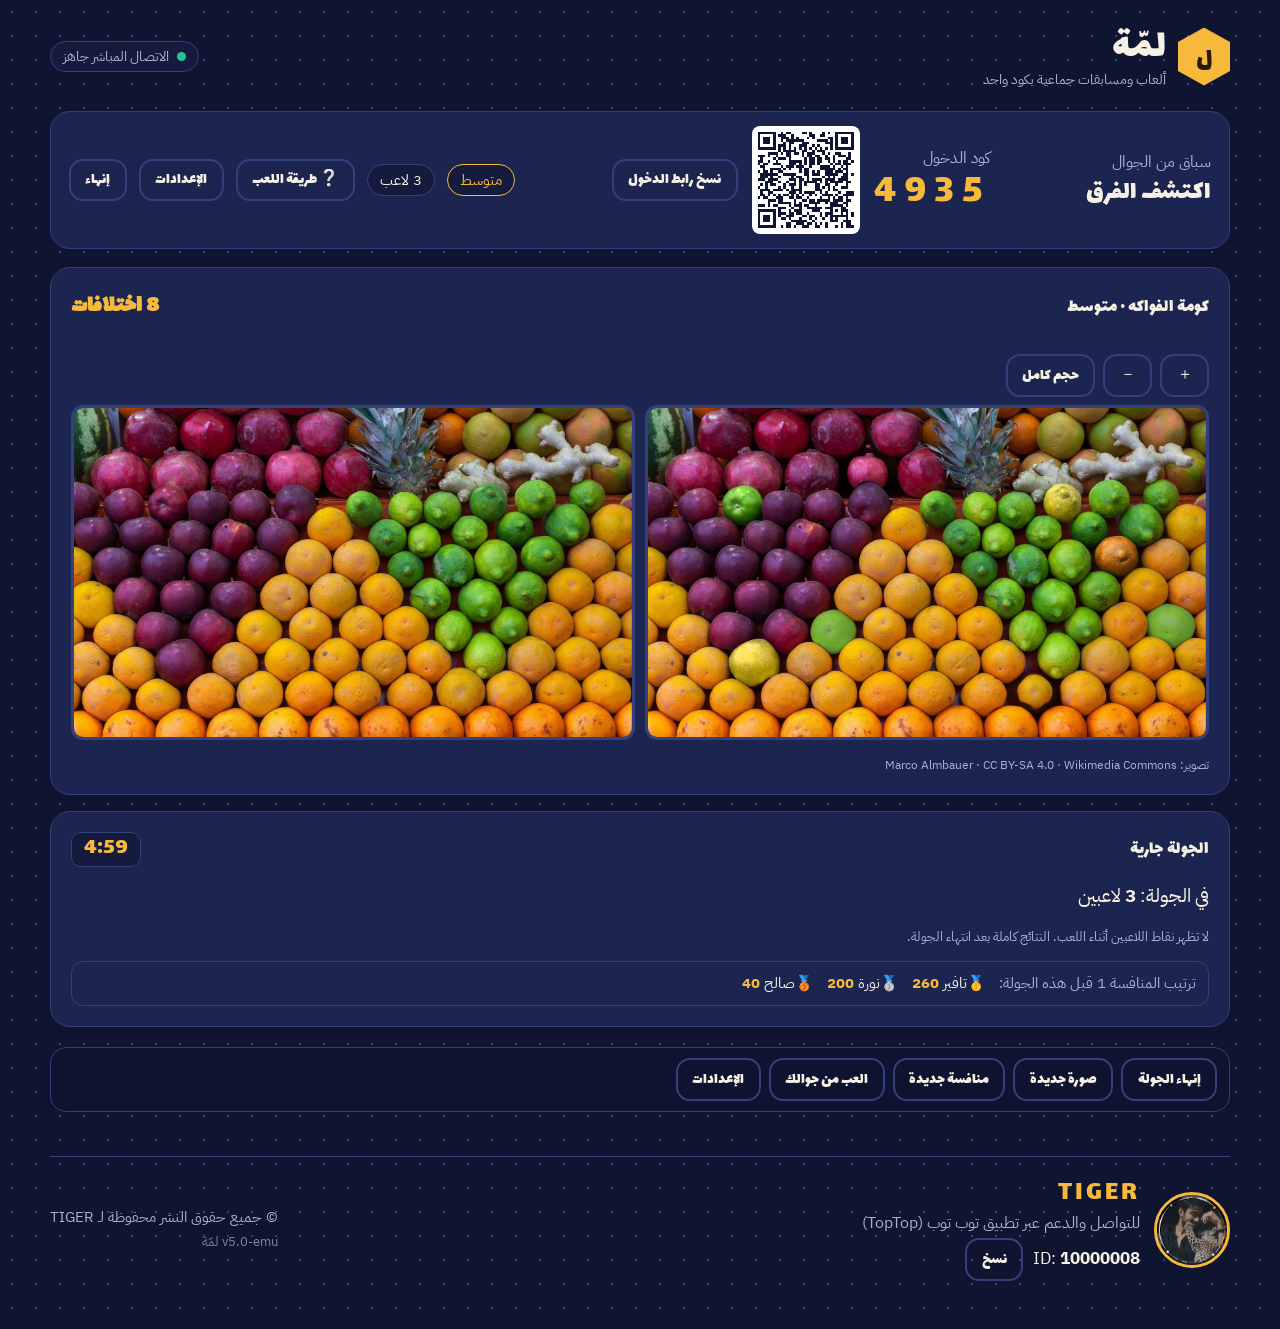 ل
لمّة
ألعاب ومسابقات جماعية بكود واحد
الاتصال المباشر جاهز
سباق من الجوال
اكتشف الفرق
كود الدخول
4935
نسخ رابط الدخول
متوسط
3 لاعب
❔ طريقة اللعب
الإعدادات
إنهاء
كومة الفواكه · متوسط
8 اختلافات
+
−
حجم كامل
تصوير: Marco Almbauer · CC BY-SA 4.0 · Wikimedia Commons
الجولة جارية
4:59
في الجولة: 3 لاعبين
لا تظهر نقاط اللاعبين أثناء اللعب. النتائج كاملة بعد انتهاء الجولة.
ترتيب المنافسة 1 قبل هذه الجولة: 🥇 تافير 260 🥈 نورة 200 🥉 صالح 40
إنهاء الجولة
صورة جديدة
منافسة جديدة
العب من جوالك
الإعدادات
TIGER
للتواصل والدعم عبر تطبيق توب توب (TopTop)
ID: 10000008
نسخ
© جميع حقوق النشر محفوظة لـ TIGER
لمّة v5.0-emu